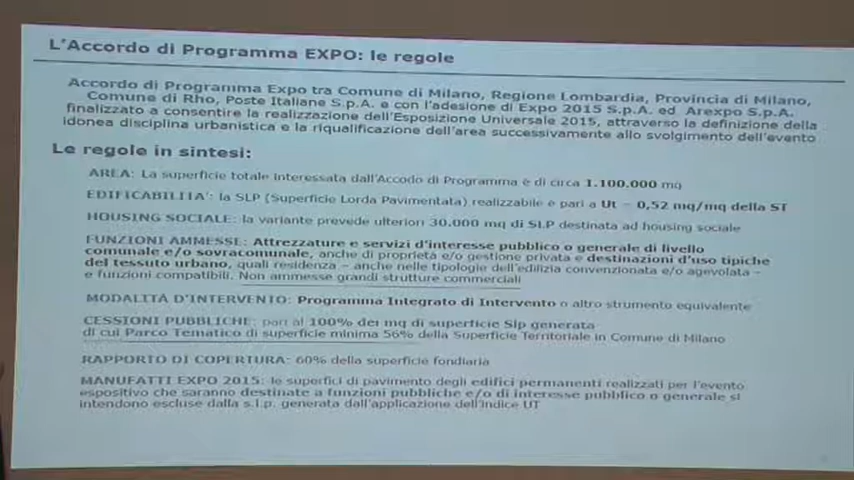 L'Accordo di Programma EXPO: le regole
Accordo di Programma Expo tra Comune di Milano, Regione Lombardia, Provincia di Milano,
Comune di Rho, Poste Italiane S.p.A. e con l'adesione di Expo 2015 S.p.A. ed Arexpo S.p.A.
finalizzato a consentire la realizzazione dell'Esposizione Universale 2015, attraverso la definizione della
idonea disciplina urbanistica e la riqualificazione dell'area successivamente allo svolgimento dell'evento
Le regole in sintesi:
AREA: La superficie totale interessata dall'Accodo di Programma è di circa 1.100.000 mq
EDIFICABILITA': la SLP (Superficie Lorda Pavimentata) realizzabile è pari a Ut = 0,52 mq/mq della ST
HOUSING SOCIALE: la variante prevede ulteriori 30.000 mq di SLP destinata ad housing sociale
FUNZIONI AMMESSE: Attrezzature e servizi d'interesse pubblico o generale di livello
comunale e/o sovracomunale, anche di proprietà e/o gestione privata e destinazioni d'uso tipiche
del tessuto urbano, quali residenza – anche nelle tipologie dell'edilizia convenzionata e/o agevolata –
e funzioni compatibili. Non ammesse grandi strutture commerciali
MODALITÀ D'INTERVENTO: Programma Integrato di Intervento o altro strumento equivalente
CESSIONI PUBBLICHE: pari al 100% dei mq di superficie Slp generata
di cui Parco Tematico di superficie minima 56% della Superficie Territoriale in Comune di Milano
RAPPORTO DI COPERTURA: 60% della superficie fondiaria
MANUFATTI EXPO 2015: le superfici di pavimento degli edifici permanenti realizzati per l'evento
espositivo che saranno destinate a funzioni pubbliche e/o di interesse pubblico o generale si
intendono escluse dalla s.l.p. generata dall'applicazione dell'indice UT